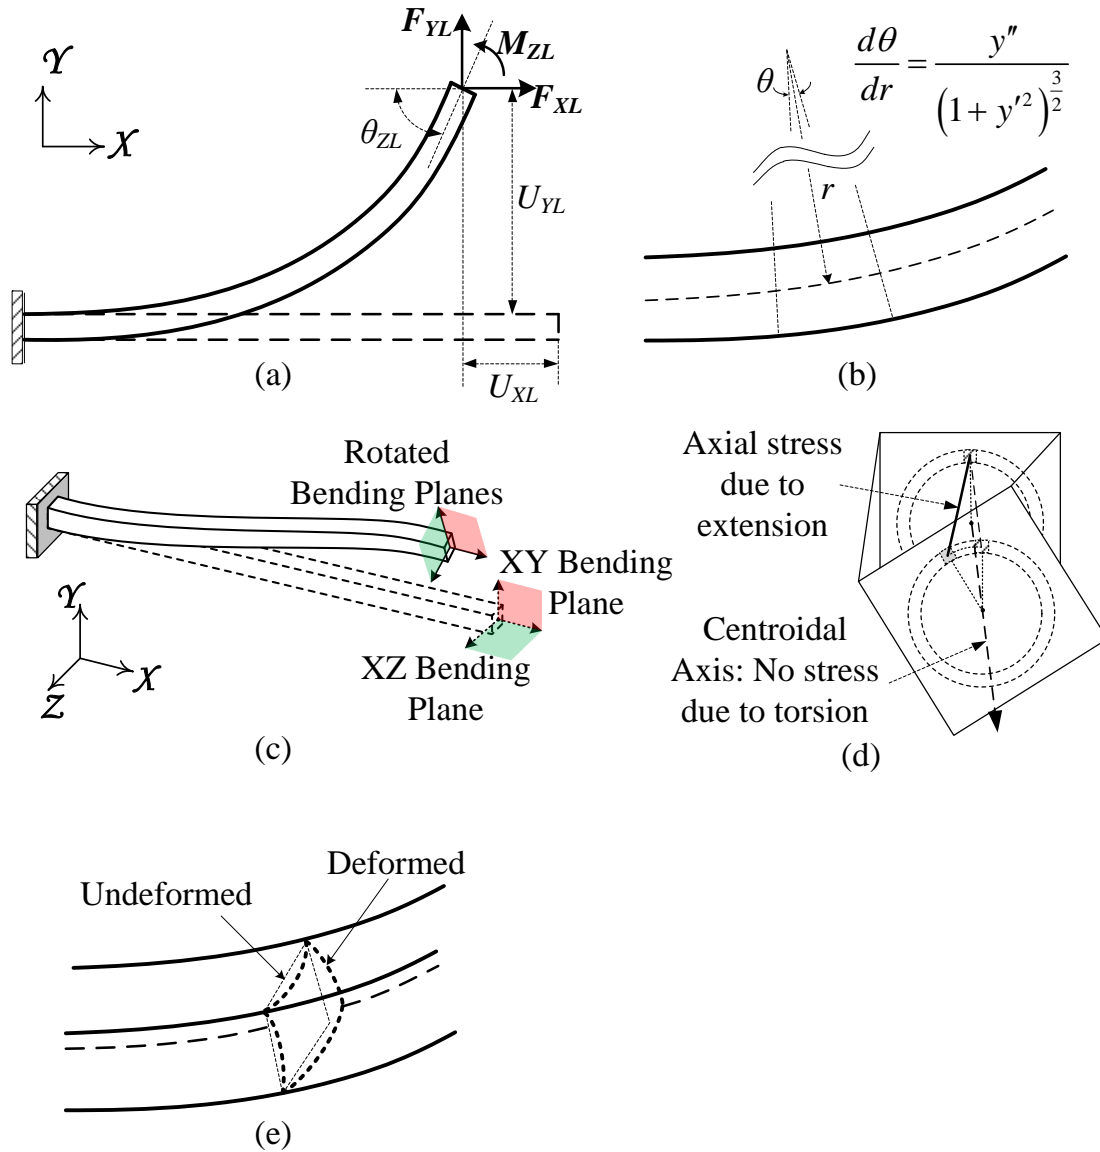 𝒴
𝒳
F_YL
M_ZL
F_XL
θ_ZL
U_YL
U_XL
(a)
θ
dθ/dr = y″/(1 + y′²)^(3/2)
r
(b)
Rotated
Bending Planes
XY Bending
Plane
XZ Bending
Plane
𝒴
𝒳
𝒵
(c)
Axial stress
due to
extension
Centroidal
Axis: No stress
due to torsion
(d)
Deformed
Undeformed
(e)